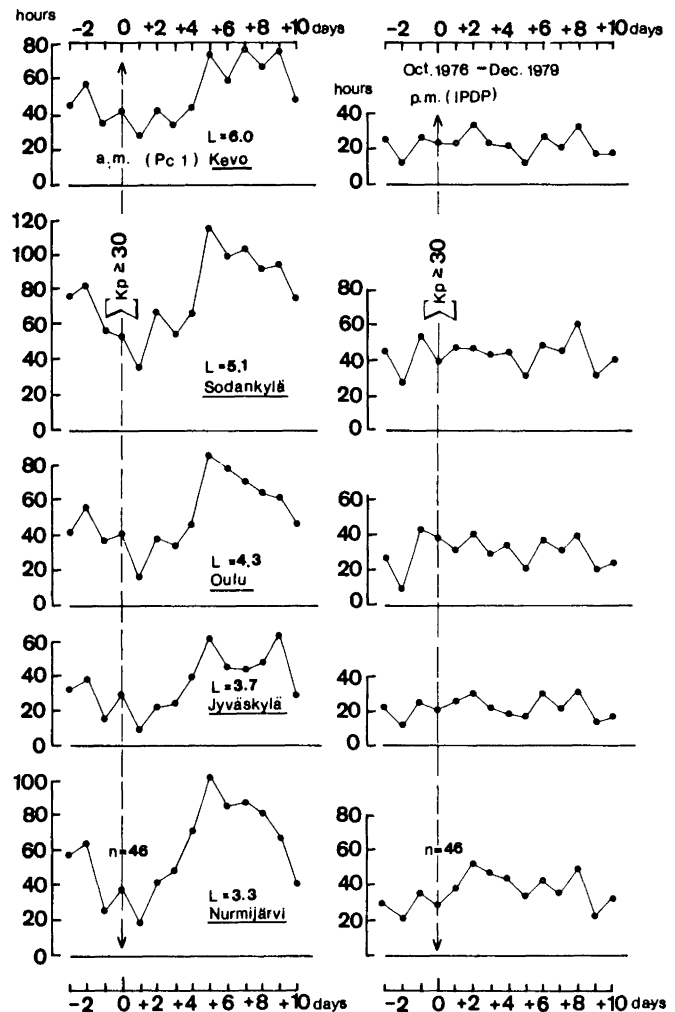 hours
-2 0 +2 +4 +6 +8 +10 days
80
60
40
20
0
L = 6.0
a.m. (Pc 1) Kevo
-2 0 +2 +4 +6 +8 +10 days
Oct. 1976 - Dec. 1979
hours
p.m. (IPDP)
40
20
0
120
100
80
60
40
20
0
Kp ≥ 30
L = 5.1
Sodankylä
Kp ≥ 30
80
60
40
20
0
80
60
40
20
0
L = 4.3
Oulu
60
40
20
0
60
40
20
0
L = 3.7
Jyväskylä
40
20
0
100
80
60
40
20
0
n=46
L = 3.3
Nurmijärvi
80
60
40
20
n=46
-2 0 +2 +4 +6 +8 +10 days
-2 0 +2 +4 +6 +8 +10 days